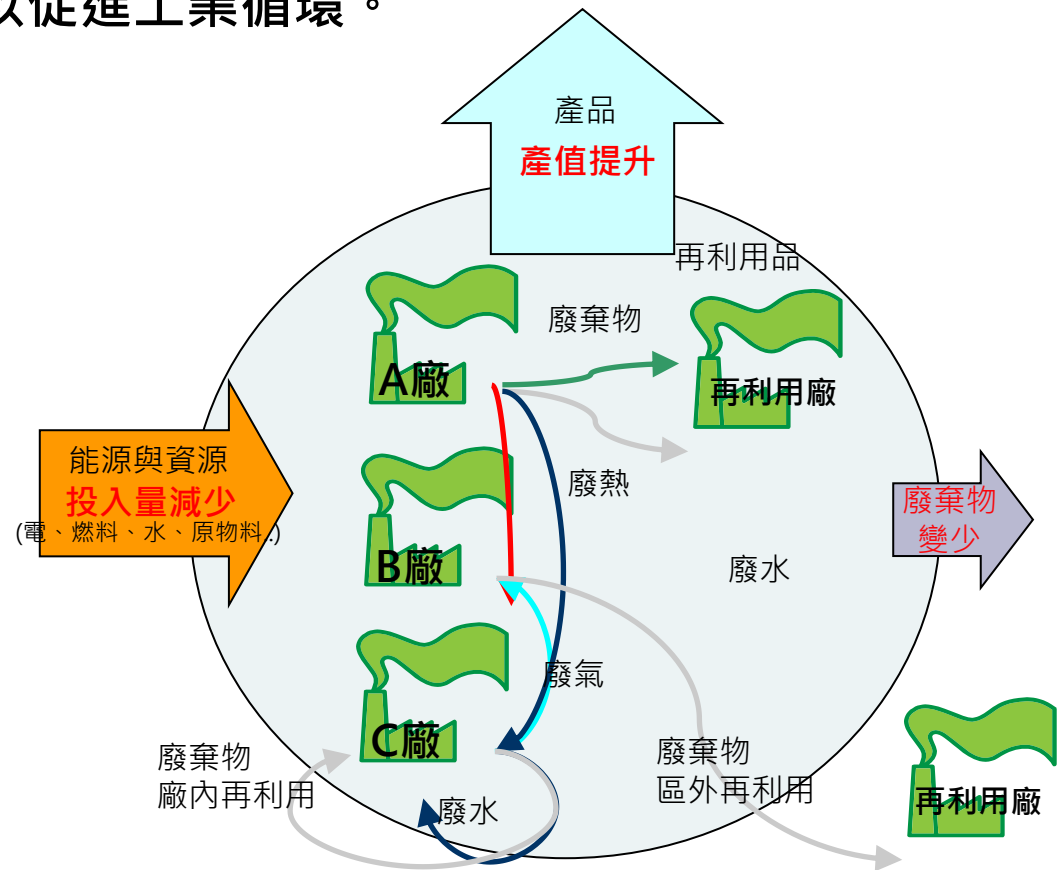 以促進工業循環。
產品
產值提升
再利用品
廢棄物
A廠
再利用廠
能源與資源
投入量減少
(電、燃料、水、原物料..)
廢熱
廢棄物
變少
B廠
廢水
廢氣
C廠
廢棄物
廠內再利用
廢棄物
區外再利用
廢水
再利用廠